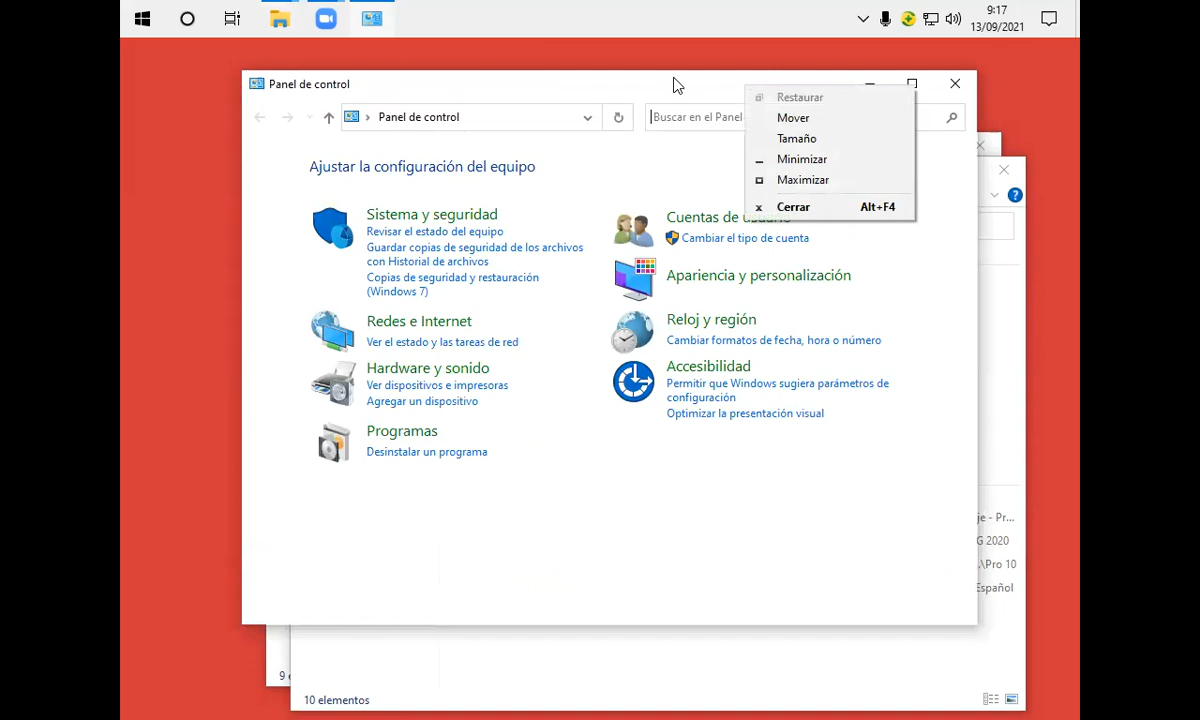 9:17
13/09/2021
Panel de control
Panel de control
Buscar en el Panel
Restaurar
Mover
Tamaño
Minimizar
Maximizar
Cerrar Alt+F4
Ajustar la configuración del equipo
Sistema y seguridad
Revisar el estado del equipo
Guardar copias de seguridad de los archivos
con Historial de archivos
Copias de seguridad y restauración
(Windows 7)
Redes e Internet
Ver el estado y las tareas de red
Hardware y sonido
Ver dispositivos e impresoras
Agregar un dispositivo
Programas
Desinstalar un programa
Cuentas de usuario
Cambiar el tipo de cuenta
Apariencia y personalización
Reloj y región
Cambiar formatos de fecha, hora o número
Accesibilidad
Permitir que Windows sugiera parámetros de
configuración
Optimizar la presentación visual
je - Pr...
G 2020
.\Pro 10
Español
9 e
10 elementos